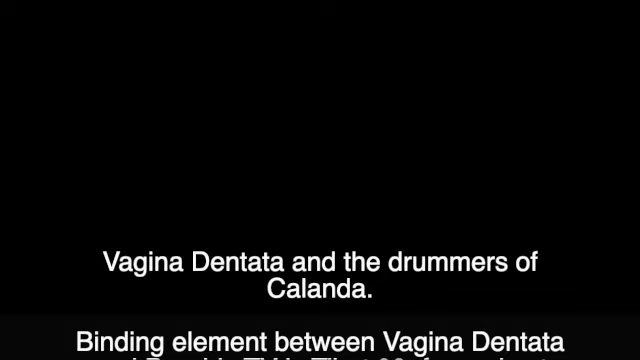 Vagina Dentata and the drummers of
Calanda.
Binding element between Vagina Dentata